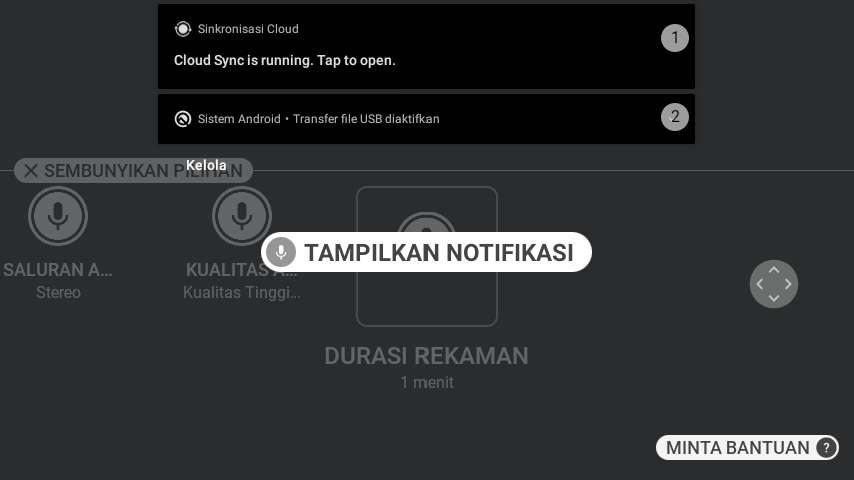 Sinkronisasi Cloud
1
Cloud Sync is running. Tap to open.
Sistem Android • Transfer file USB diaktifkan
2
Kelola
SEMBUNYIKAN PILIHAN
TAMPILKAN NOTIFIKASI
SALURAN A...
KUALITAS A...
Stereo
Kualitas Tinggi...
DURASI REKAMAN
1 menit
MINTA BANTUAN ?